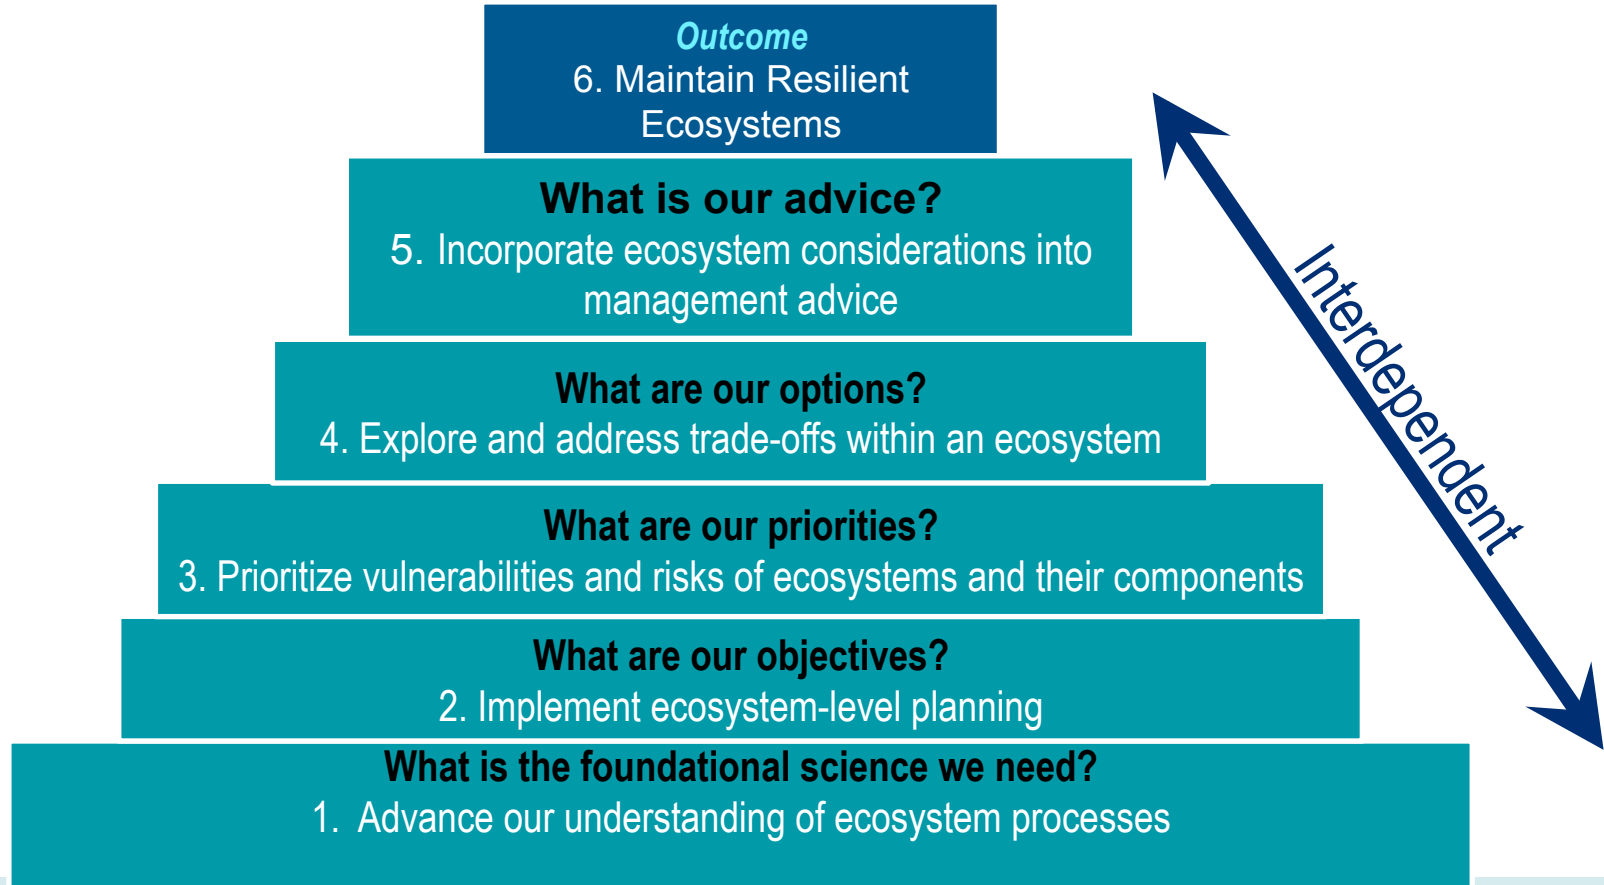 Outcome
6. Maintain Resilient
Ecosystems
What is our advice?
5. Incorporate ecosystem considerations into
management advice
What are our options?
4. Explore and address trade-offs within an ecosystem
What are our priorities?
3. Prioritize vulnerabilities and risks of ecosystems and their components
What are our objectives?
2. Implement ecosystem-level planning
What is the foundational science we need?
1. Advance our understanding of ecosystem processes
Interdependent